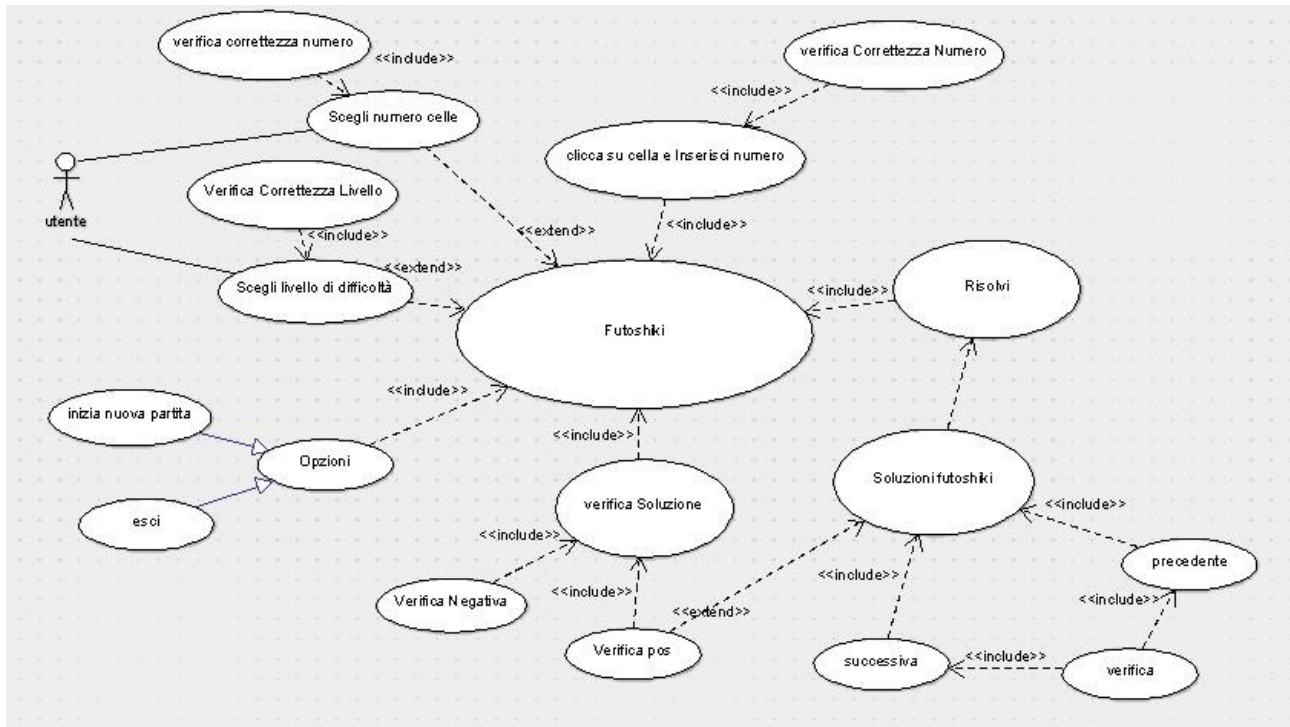 verifica correttezza numero
verifica Correttezza Numero
<<include>>
<<include>>
Scegli numero celle
clicca su cella e Inserisci numero
Verifica Correttezza Livello
utente
<<include>>
<<extend>>
<<include>>
<<extend>>
Scegli livello di difficoltà
<<include>>
Risolvi
Futoshiki
<<include>>
inizia nuova partita
<<include>>
Opzioni
Soluzioni futoshiki
verifica Soluzione
<<include>>
esci
<<include>>
precedente
<<include>>
<<include>>
Verifica Negativa
<<extend>>
<<include>>
Verifica pos
successiva
<<include>>
verifica